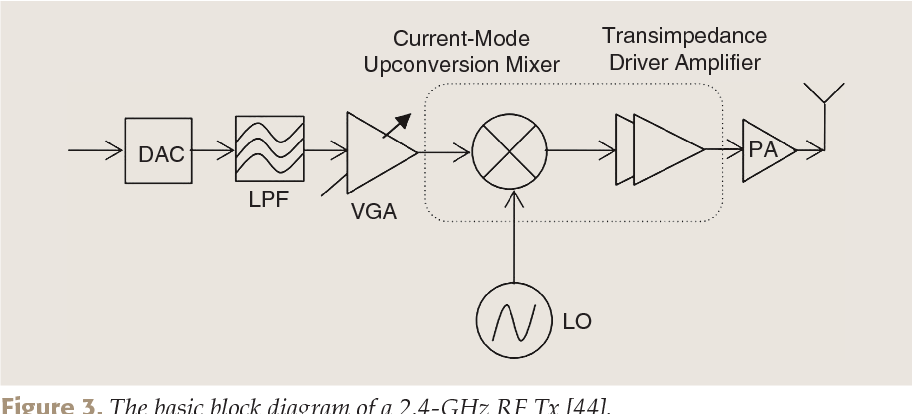 Current-Mode
Upconversion Mixer
Transimpedance
Driver Amplifier
DAC
LPF
VGA
PA
LO
Figure 3. The basic block diagram of a 2.4-GHz RF Tx [44].